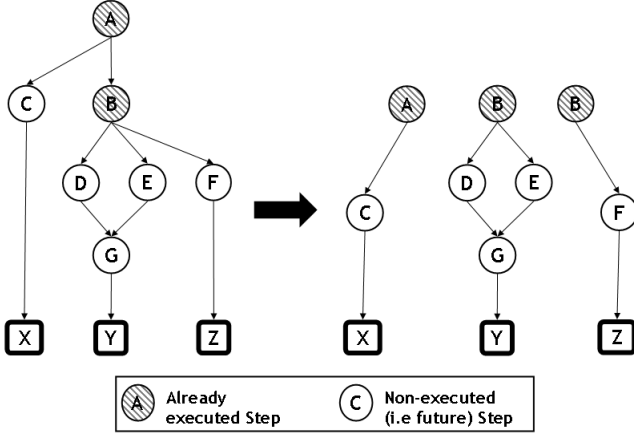 A
C B A B B
D E F D E
C F
G G
X Y Z X Y Z
A Already executed Step
C Non-executed (i.e future) Step